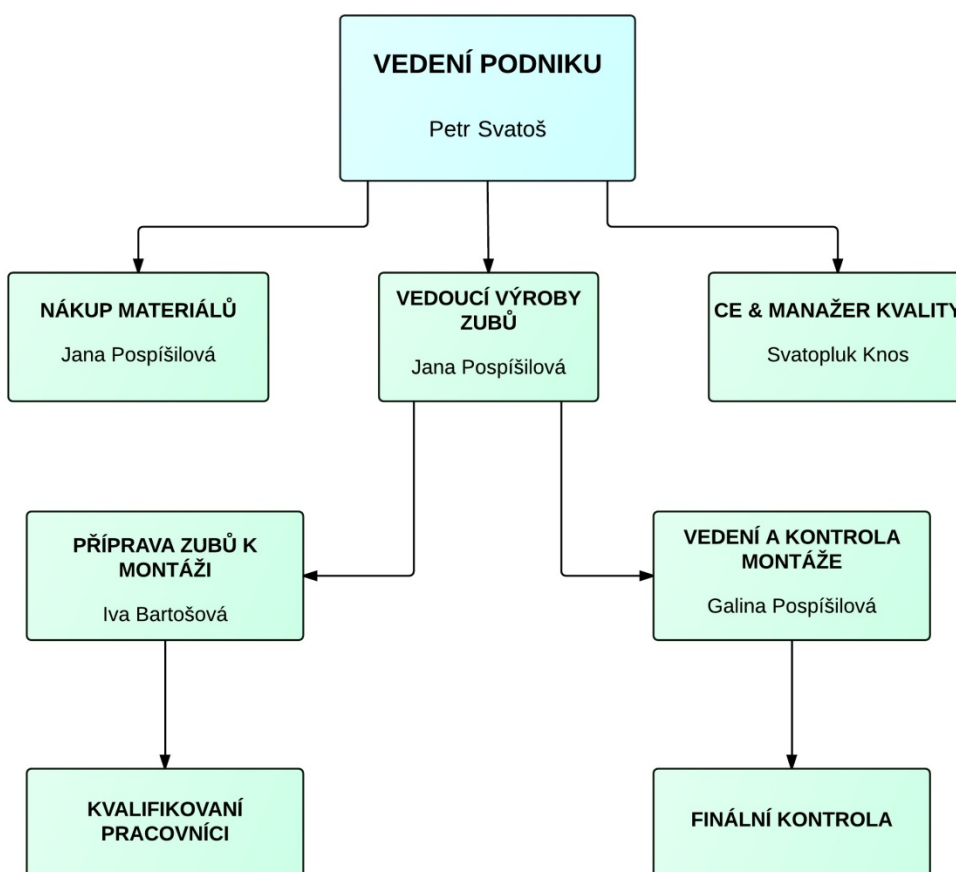 VEDENÍ PODNIKU
Petr Svatoš
NÁKUP MATERIÁLŮ
Jana Pospíšilová
VEDOUCÍ VÝROBY
ZUBŮ
Jana Pospíšilová
CE & MANAŽER KVALITY
Svatopluk Knos
PŘÍPRAVA ZUBŮ K
MONTÁŽI
Iva Bartošová
VEDENÍ A KONTROLA
MONTÁŽE
Galina Pospíšilová
KVALIFIKOVANÍ
PRACOVNÍCI
FINÁLNÍ KONTROLA